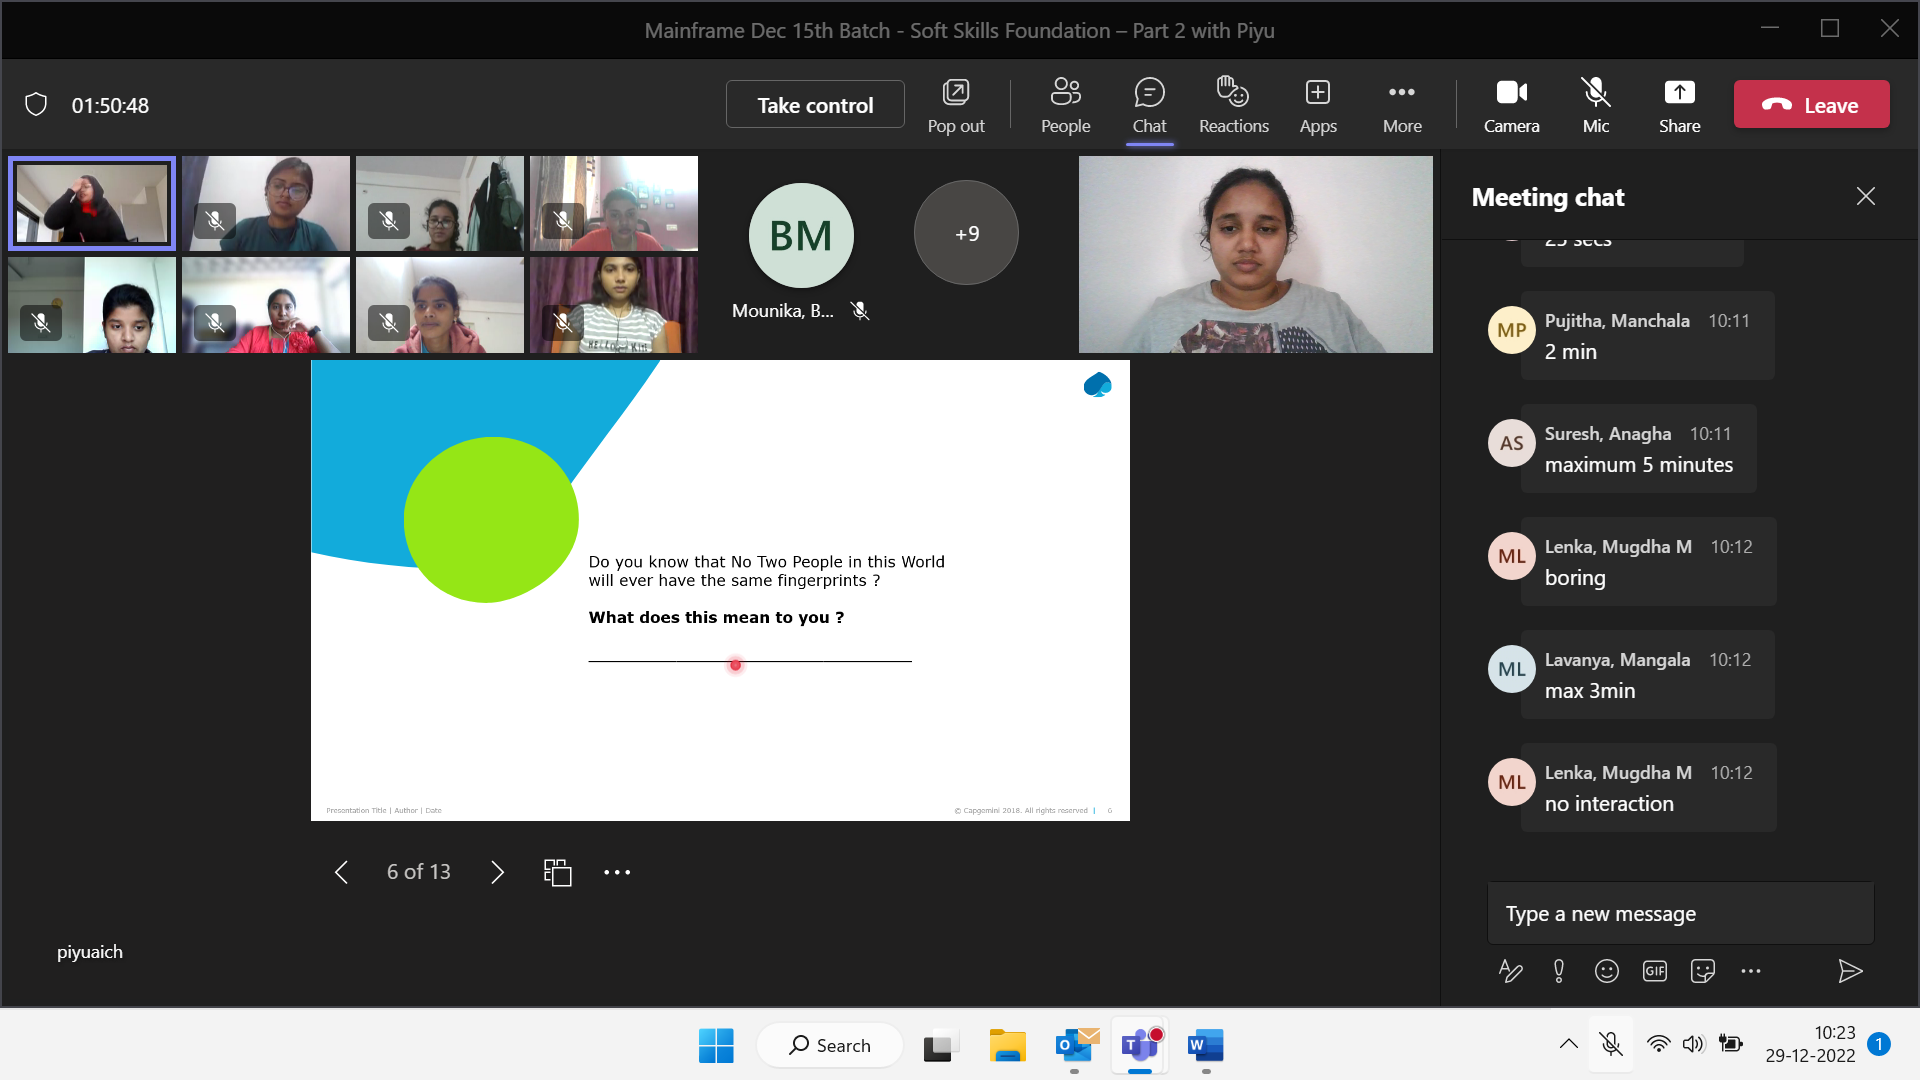 Mainframe Dec 15th Batch - Soft Skills Foundation – Part 2 with Piyu
01:50:48
Take control
Pop out
People
Chat
Reactions
Apps
More
Camera
Mic
Share
Leave
BM
+9
Mounika, B...
Meeting chat
25 secs
MP
Pujitha, Manchala 10:11
2 min
AS
Suresh, Anagha 10:11
maximum 5 minutes
ML
Lenka, Mugdha M 10:12
boring
ML
Lavanya, Mangala 10:12
max 3min
ML
Lenka, Mugdha M 10:12
no interaction
Type a new message
GIF
Do you know that No Two People in this World
will ever have the same fingerprints ?
What does this mean to you ?
Presentation Title | Author | Date
© Capgemini 2018. All rights reserved | 6
6 of 13
piyuaich
Search
10:23
29-12-2022
1